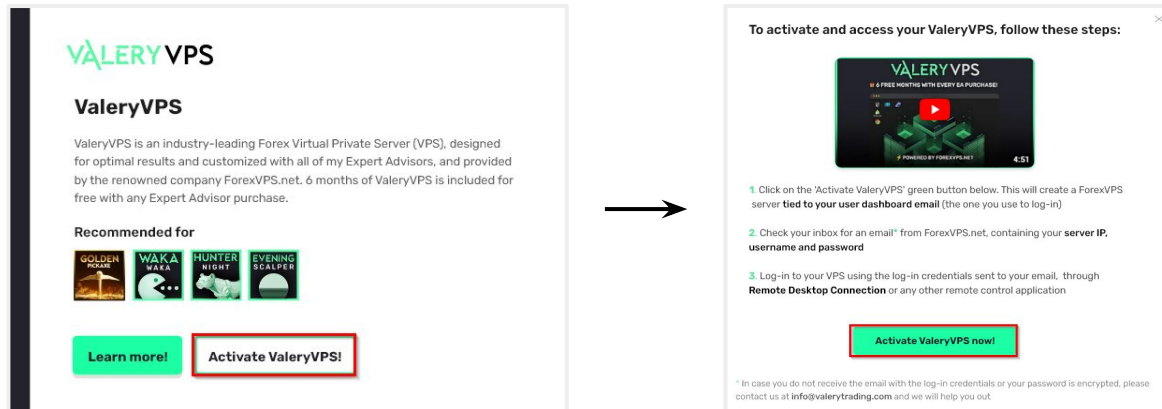 VALERY VPS
ValeryVPS
ValeryVPS is an industry-leading Forex Virtual Private Server (VPS), designed
for optimal results and customized with all of my Expert Advisors, and provided
by the renowned company ForexVPS.net. 6 months of ValeryVPS is included for
free with any Expert Advisor purchase.
Recommended for
GOLDEN
PICKAXE
WAKA
WAKA
HUNTER
NIGHT
EVENING
SCALPER
Learn more!
Activate ValeryVPS!
To activate and access your ValeryVPS, follow these steps:
VALERY VPS
6 FREE MONTHS WITH EVERY EA PURCHASE!
⚡ POWERED BY FOREXVPS.NET
4:51
1. Click on the 'Activate ValeryVPS' green button below. This will create a ForexVPS
server tied to your user dashboard email (the one you use to log-in)
2. Check your inbox for an email* from ForexVPS.net, containing your server IP,
username and password
3. Log-in to your VPS using the log-in credentials sent to your email, through
Remote Desktop Connection or any other remote control application
Activate ValeryVPS now!
* In case you do not receive the email with the log-in credentials or your password is encrypted, please
contact us at info@valerytrading.com and we will help you out